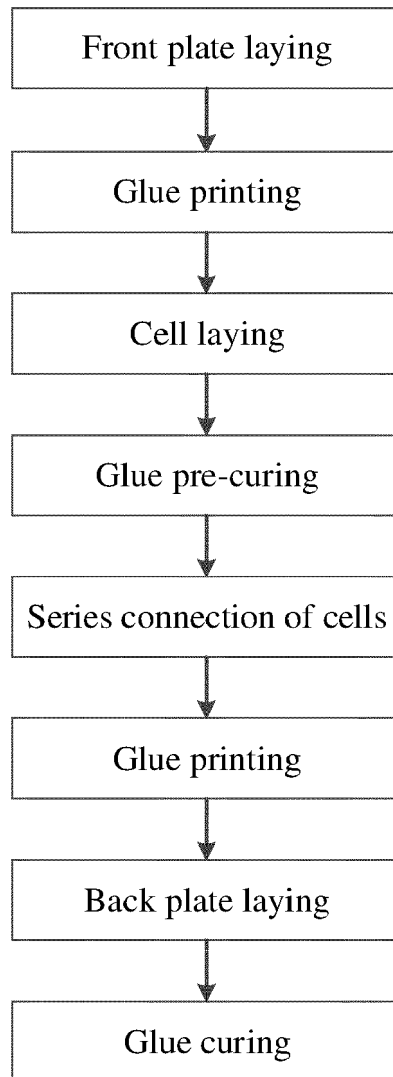 Front plate laying
Glue printing
Cell laying
Glue pre-curing
Series connection of cells
Glue printing
Back plate laying
Glue curing